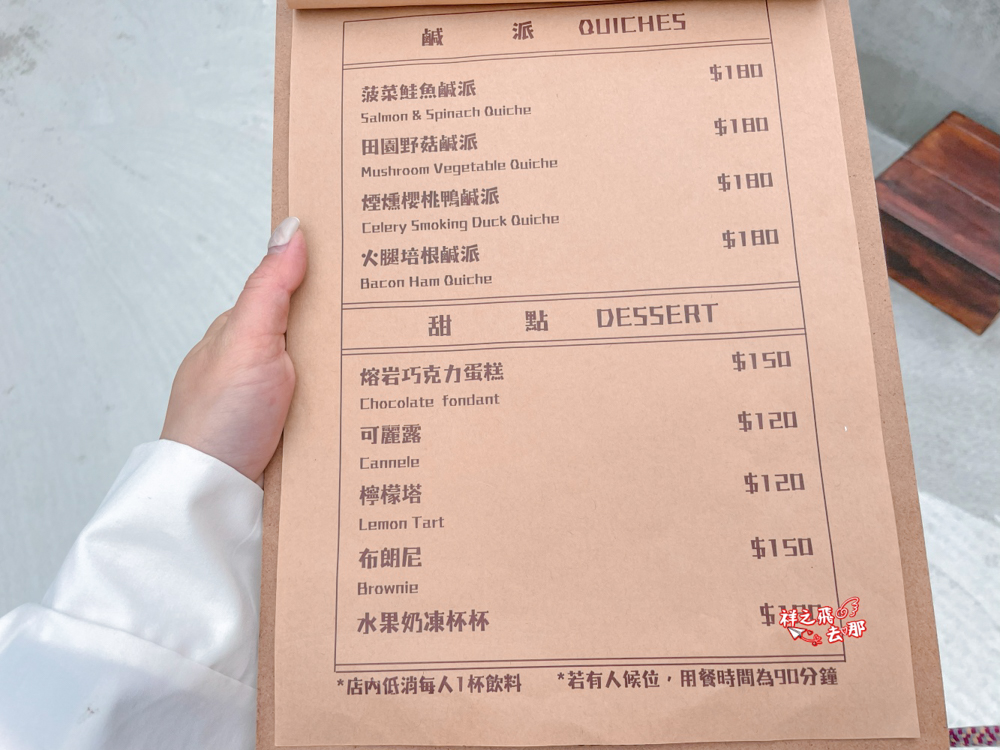 鹹 派 QUICHES
菠菜鮭魚鹹派 $180
Salmon & Spinach Quiche
田園野菇鹹派 $180
Mushroom Vegetable Quiche
煙燻櫻桃鴨鹹派 $180
Celery Smoking Duck Quiche
火腿培根鹹派 $180
Bacon Ham Quiche
甜 點 DESSERT
熔岩巧克力蛋糕 $150
Chocolate fondant
可麗露 $120
Cannele
檸檬塔 $120
Lemon Tart
布朗尼 $150
Brownie
水果奶凍杯杯
祥之飛
去那
*店內低消每人1杯飲料 *若有人候位，用餐時間為90分鐘